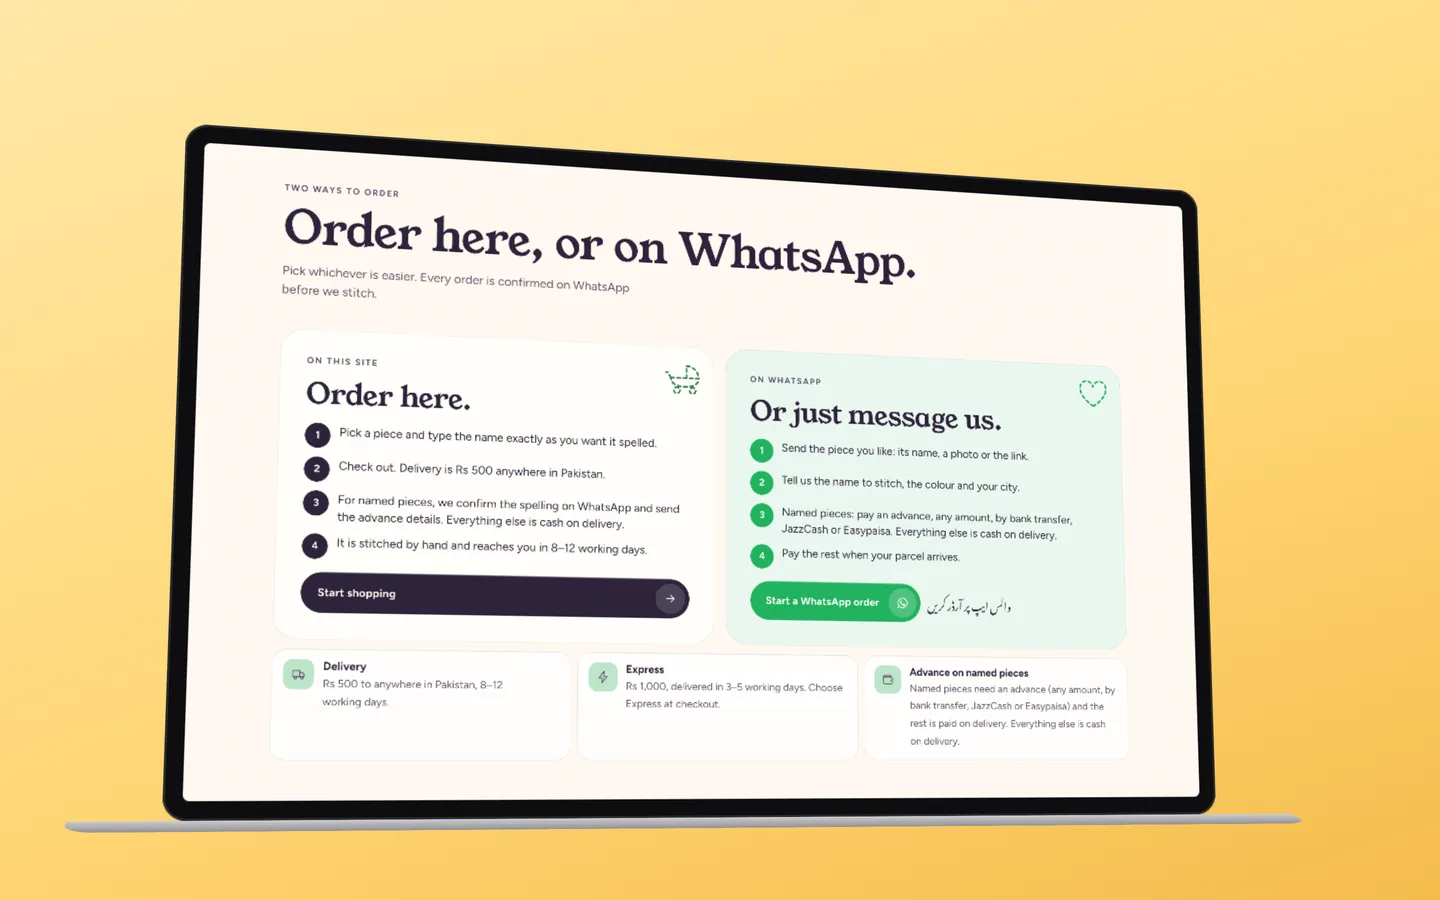 TWO WAYS TO ORDER
Order here, or on WhatsApp.
Pick whichever is easier. Every order is confirmed on WhatsApp
before we stitch.
ON THIS SITE
Order here.
1 Pick a piece and type the name exactly as you want it spelled.
2 Check out. Delivery is Rs 500 anywhere in Pakistan.
3 For named pieces, we confirm the spelling on WhatsApp and send
the advance details. Everything else is cash on delivery.
4 It is stitched by hand and reaches you in 8–12 working days.
Start shopping
ON WHATSAPP
Or just message us.
1 Send the piece you like: its name, a photo or the link.
2 Tell us the name to stitch, the colour and your city.
3 Named pieces: pay an advance, any amount, by bank transfer,
JazzCash or Easypaisa. Everything else is cash on delivery.
4 Pay the rest when your parcel arrives.
Start a WhatsApp order
واٹس ایپ پر آرڈر کریں
Delivery
Rs 500 to anywhere in Pakistan, 8–12
working days.
Express
Rs 1,000, delivered in 3–5 working days. Choose
Express at checkout.
Advance on named pieces
Named pieces need an advance (any amount, by
bank transfer, JazzCash or Easypaisa) and the
rest is paid on delivery. Everything else is cash
on delivery.